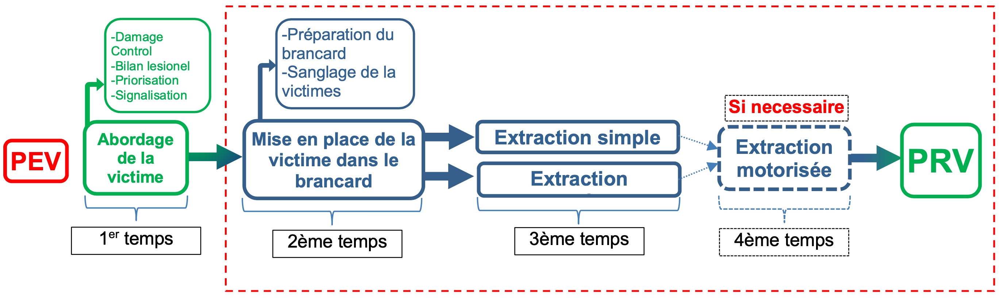 PEV
-Damage
Control
-Bilan lesionel
-Priorisation
-Signalisation
Abordage
de la
victime
1er temps
-Préparation du
brancard
-Sanglage de la
victimes
Mise en place de la
victime dans le
brancard
2ème temps
Extraction simple
Extraction
3ème temps
Si necessaire
Extraction
motorisée
4ème temps
PRV